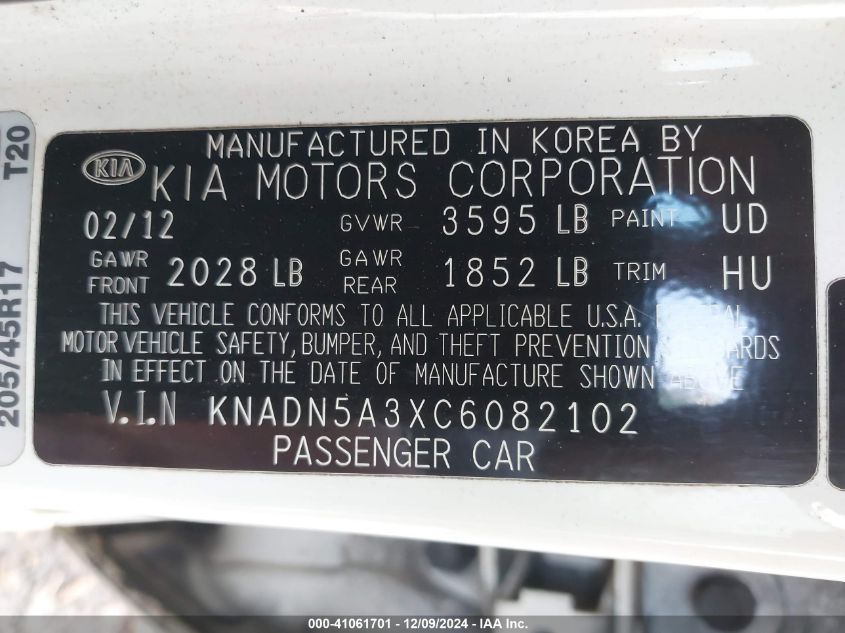 MANUFACTURED IN KOREA BY
KIA KIA MOTORS CORPORATION
02/12 GVWR 3595 LB PAINT UD
GAWR FRONT 2028 LB GAWR REAR 1852 LB TRIM HU
THIS VEHICLE CONFORMS TO ALL APPLICABLE U.S.A.
MOTOR VEHICLE SAFETY, BUMPER, AND THEFT PREVENTION
IN EFFECT ON THE DATE OF MANUFACTURE SHOWN ABOVE
V.I.N KNADN5A3XC6082102
PASSENGER CAR
205/45R17 T20
000-41061701 - 12/09/2024 - IAAI.com